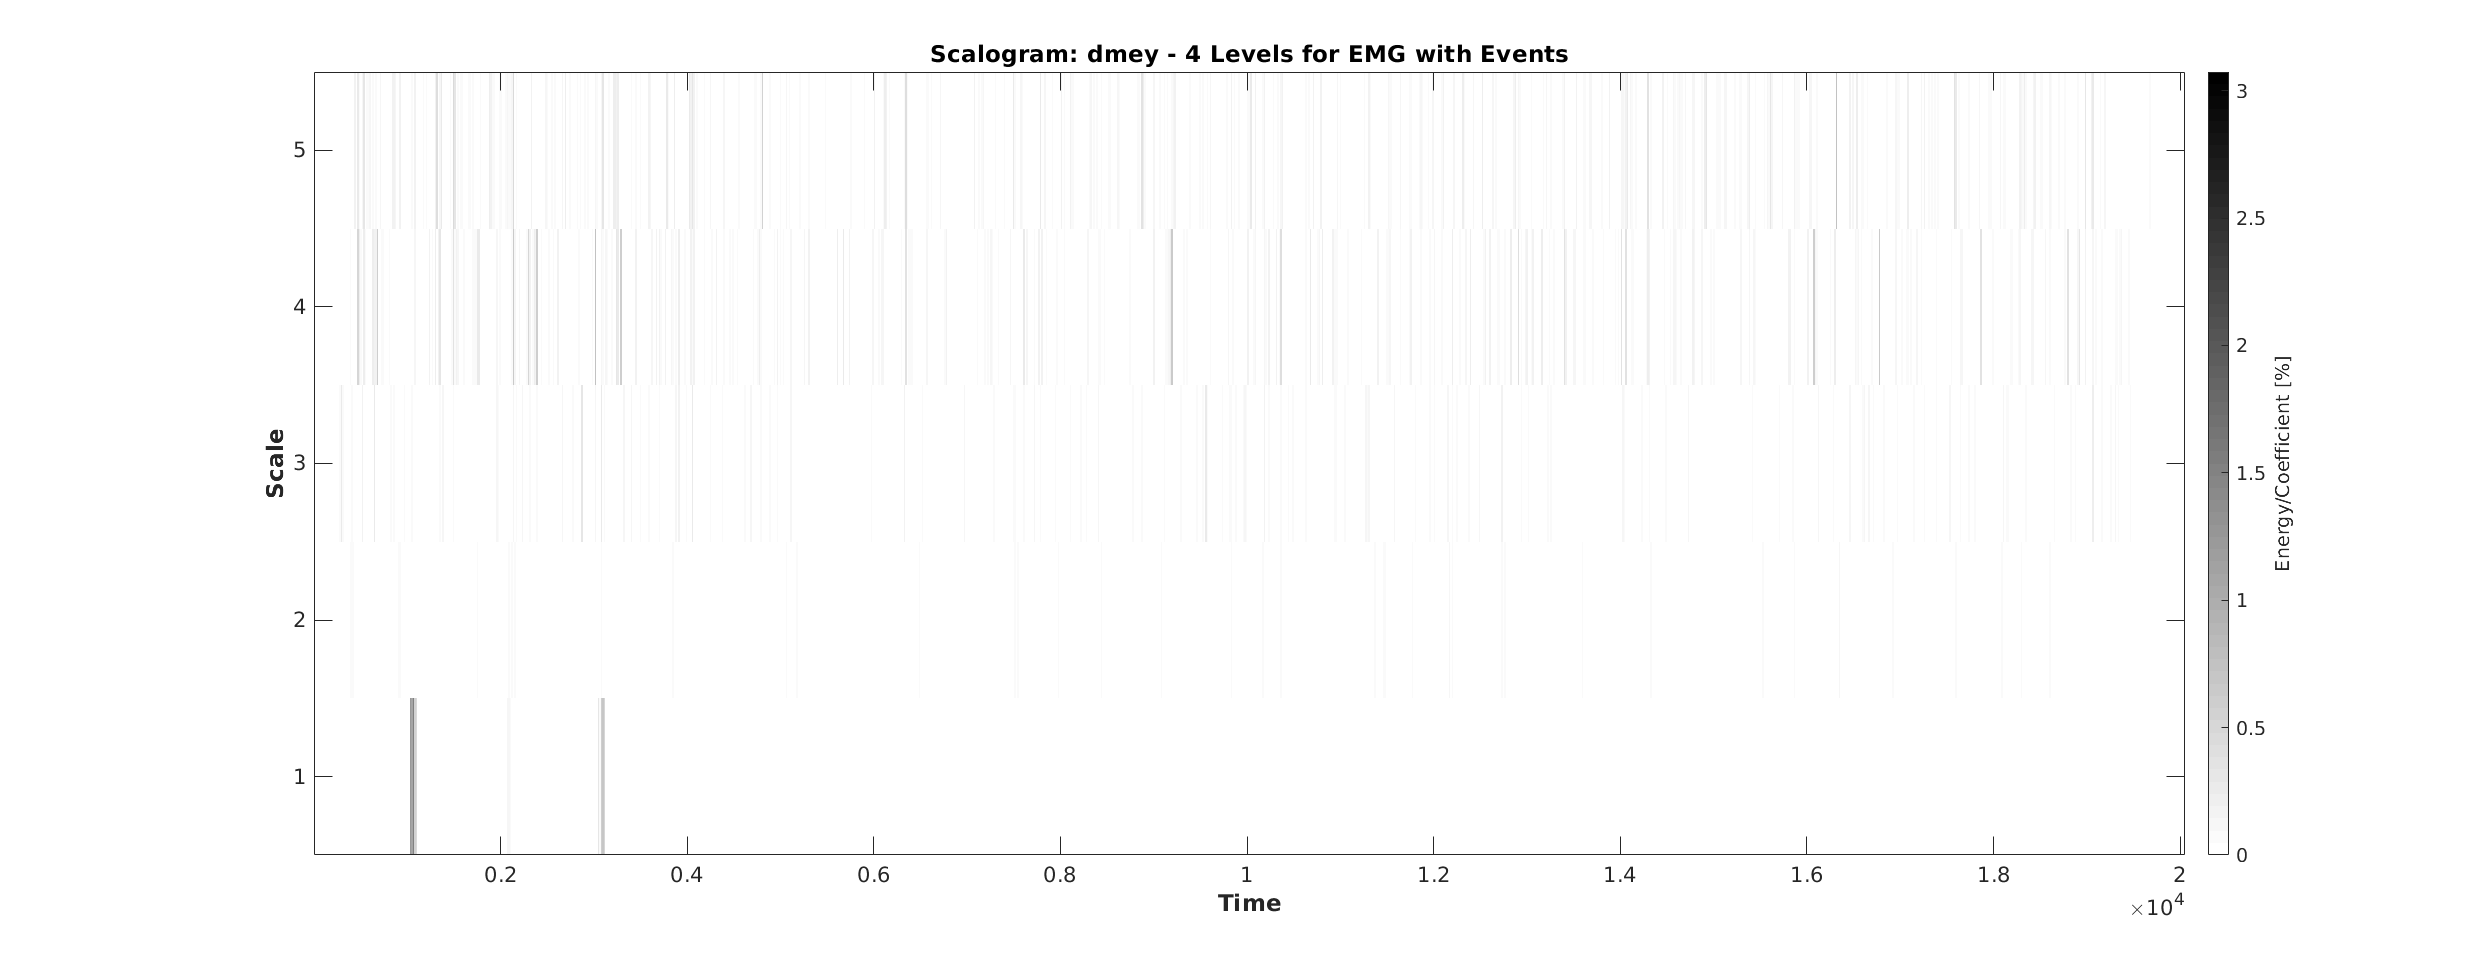 Scalogram: dmey - 4 Levels for EMG with Events
5
4
3
2
1
Scale
0.2 0.4 0.6 0.8 1 1.2 1.4 1.6 1.8 2
×10⁴
Time
3
2.5
2
1.5
1
0.5
0
Energy/Coefficient [%]